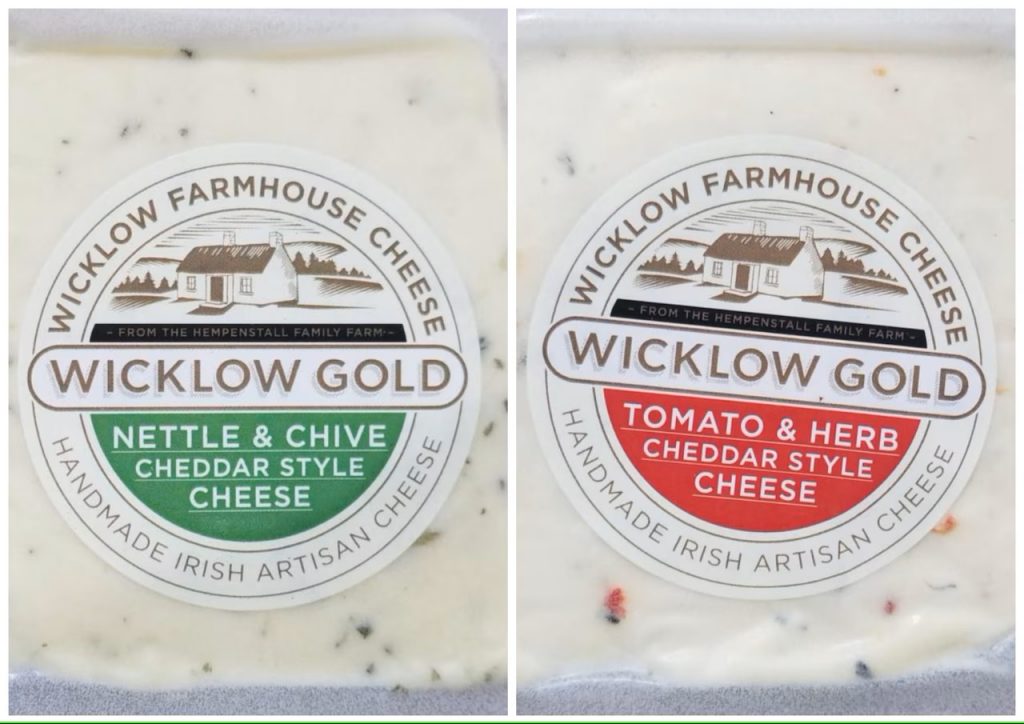 WICKLOW FARMHOUSE CHEESE
- FROM THE HEMPENSTALL FAMILY FARM -
WICKLOW GOLD
NETTLE & CHIVE
CHEDDAR STYLE
CHEESE
HANDMADE IRISH ARTISAN CHEESE
WICKLOW FARMHOUSE CHEESE
- FROM THE HEMPENSTALL FAMILY FARM -
WICKLOW GOLD
TOMATO & HERB
CHEDDAR STYLE
CHEESE
HANDMADE IRISH ARTISAN CHEESE